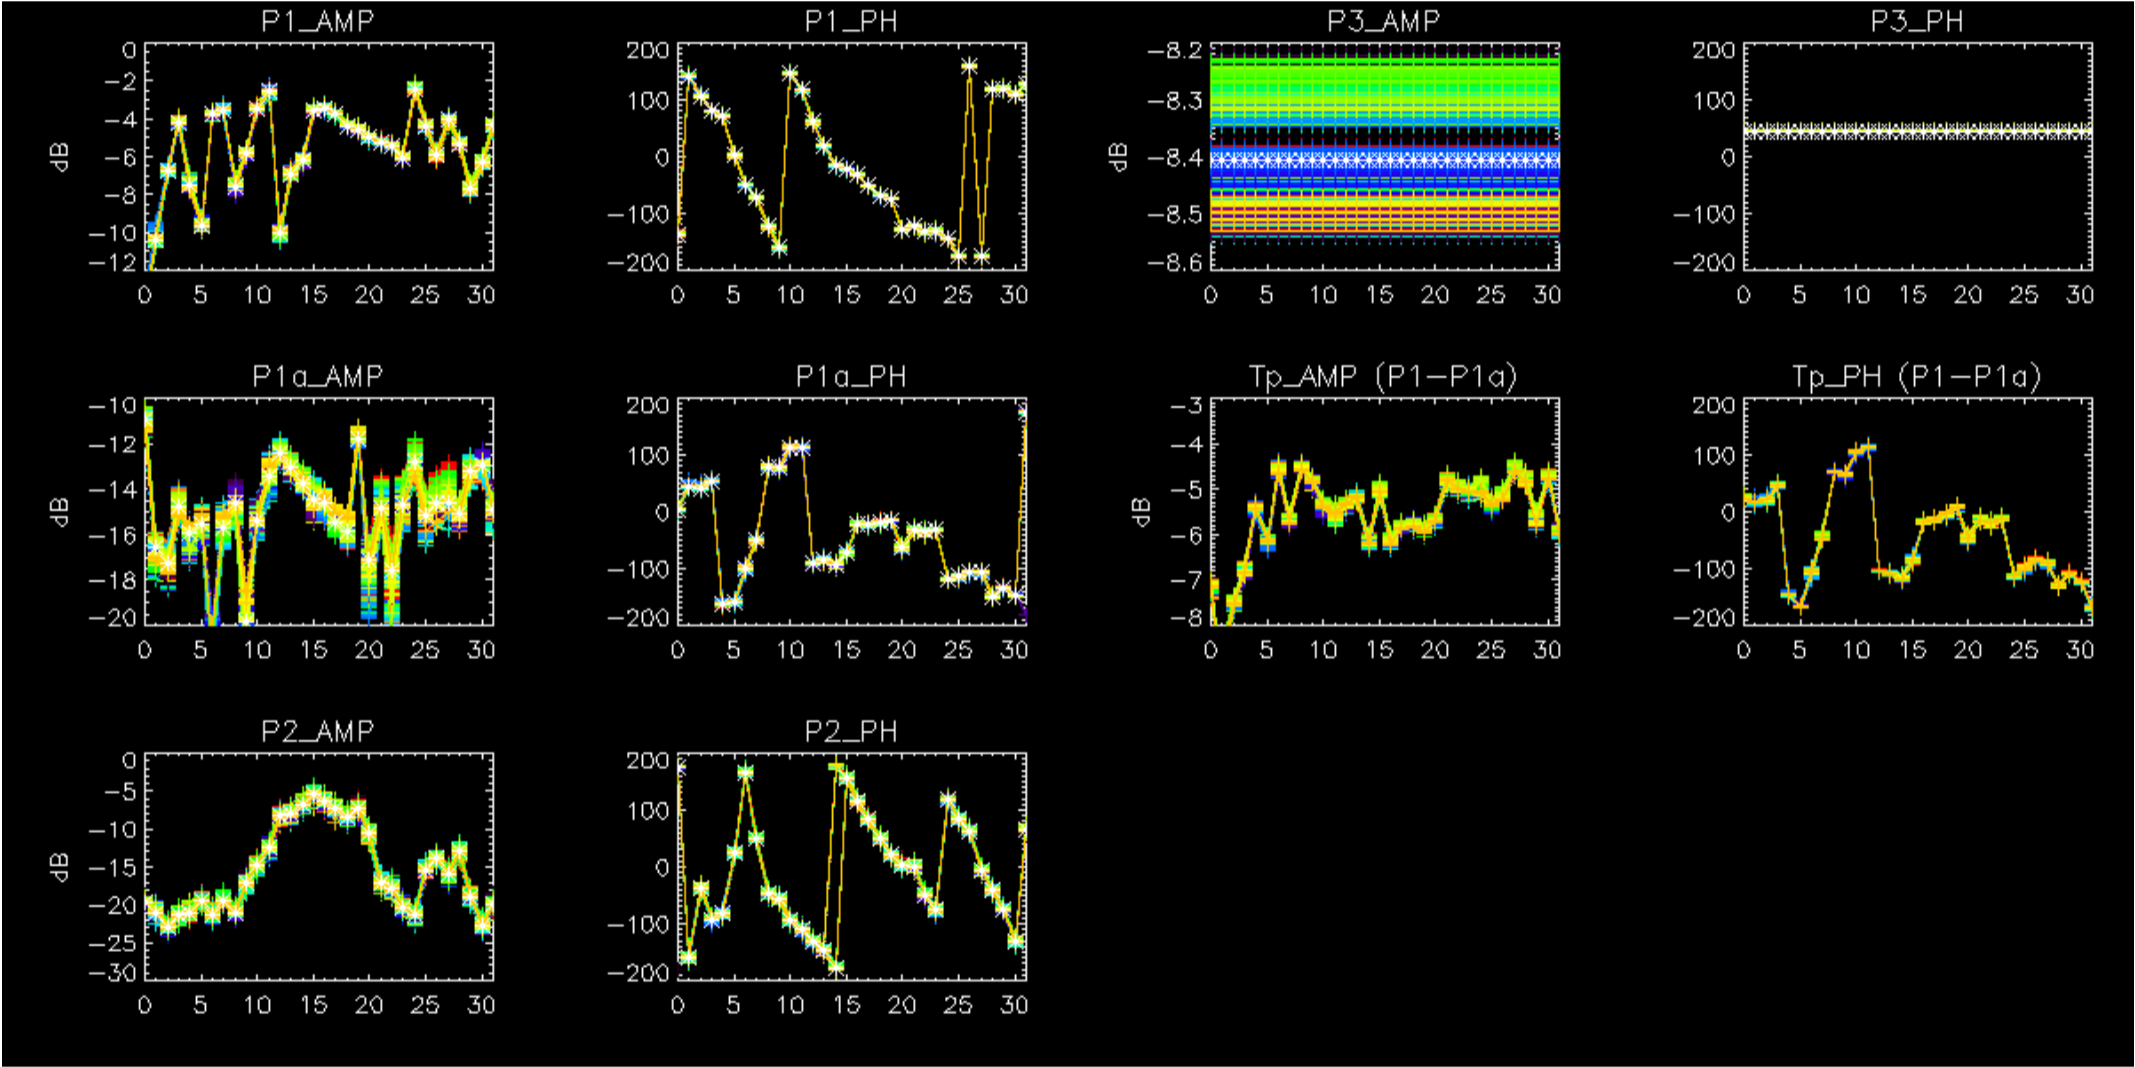 P1_AMP
0
−2
−4
−6
−8
−10
−12
dB
0 5 10 15 20 25 30
P1_PH
200
100
0
−100
−200
0 5 10 15 20 25 30
P3_AMP
−8.2
−8.3
−8.4
−8.5
−8.6
dB
0 5 10 15 20 25 30
P3_PH
200
100
0
−100
−200
0 5 10 15 20 25 30
P1a_AMP
−10
−12
−14
−16
−18
−20
dB
0 5 10 15 20 25 30
P1a_PH
200
100
0
−100
−200
0 5 10 15 20 25 30
Tp_AMP (P1−P1a)
−3
−4
−5
−6
−7
−8
dB
0 5 10 15 20 25 30
Tp_PH (P1−P1a)
200
100
0
−100
−200
0 5 10 15 20 25 30
P2_AMP
0
−5
−10
−15
−20
−25
−30
dB
0 5 10 15 20 25 30
P2_PH
200
100
0
−100
−200
0 5 10 15 20 25 30